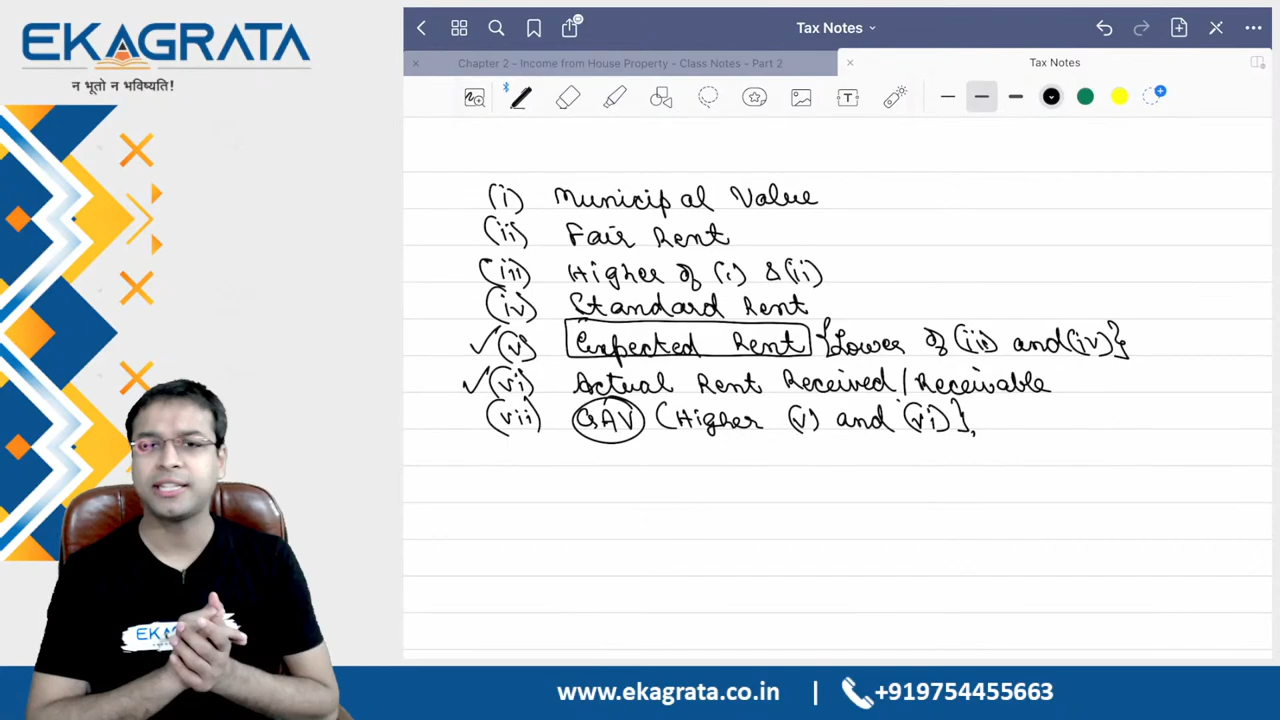 EKAGRATA
न भूतो न भविष्यति!
Tax Notes
Chapter 2 - Income from House Property - Class Notes - Part 2
Tax Notes
(i) Municipal Value
(ii) Fair Rent
(iii) Higher of (i) & (ii)
(iv) Standard Rent
(v) Expected Rent {Lower of (iii) and (iv)}
(vi) Actual Rent Received/Receivable
(vii) GAV (Higher (v) and (vi)},
EKA
www.ekagrata.co.in | +919754455663